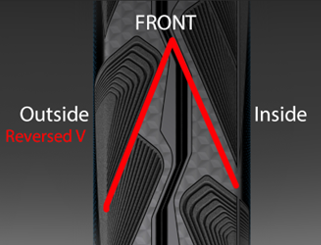 FRONT
Outside
Inside
Reversed V